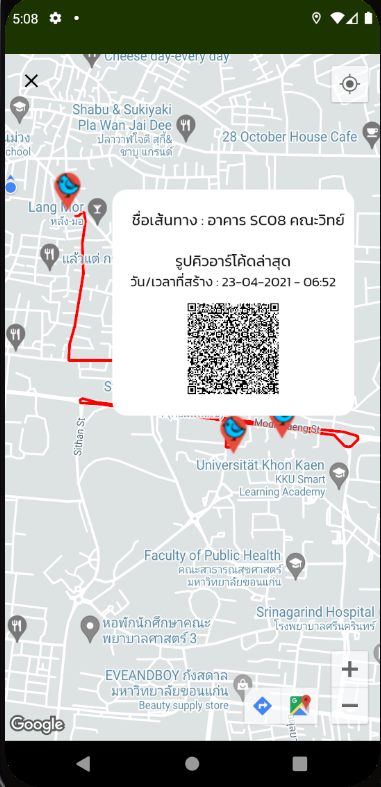 5:08
Cheese day-every day
Shabu & Sukiyaki
Pla Wan Jai Dee
ปลาวาฬใจดี สุกี้&
ชาบู แกรนด์
28 October House Cafe
chool
Lang Mor
หลัง-มอ
แล้วแต่
ชื่อเส้นทาง : อาคาร SC08 คณะวิทย์
รูปคิวอาร์โค้ดล่าสุด
วัน/เวลาที่สร้าง : 23-04-2021 - 06:52
Sithan St
St
Universität Khon Kaen
KKU Smart
Learning Academy
Faculty of Public Health
คณะสาธารณสุขศาสตร์
มหาวิทยาลัยขอนแก่น
Srinagarind Hospital
โรงพยาบาลศรีนครินทร์
หอพักนักศึกษาคณะ
พยาบาลศาสตร์ 3
EVEANDBOY กังสดาล
มหาวิทยาลัยขอนแก่น
Beauty supply store
Google